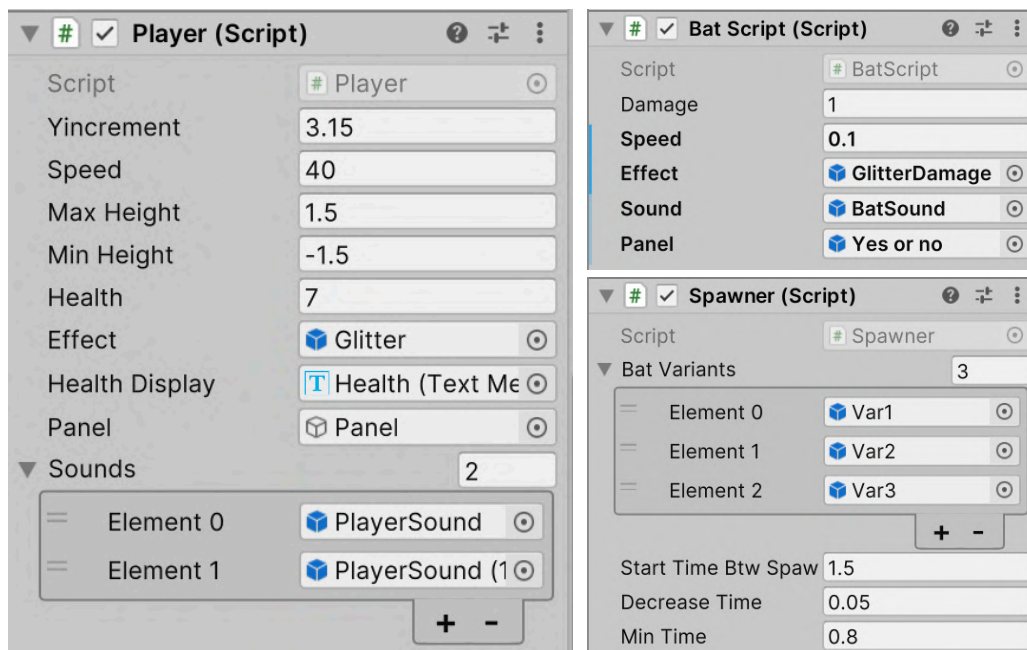 Player (Script)
Script # Player
Yincrement 3.15
Speed 40
Max Height 1.5
Min Height -1.5
Health 7
Effect Glitter
Health Display T Health (Text Me
Panel Panel
Sounds 2
Element 0 PlayerSound
Element 1 PlayerSound (1
+ -
# Bat Script (Script)
Script # BatScript
Damage 1
Speed 0.1
Effect GlitterDamage
Sound BatSound
Panel Yes or no
# Spawner (Script)
Script # Spawner
Bat Variants 3
Element 0 Var1
Element 1 Var2
Element 2 Var3
+ -
Start Time Btw Spaw 1.5
Decrease Time 0.05
Min Time 0.8